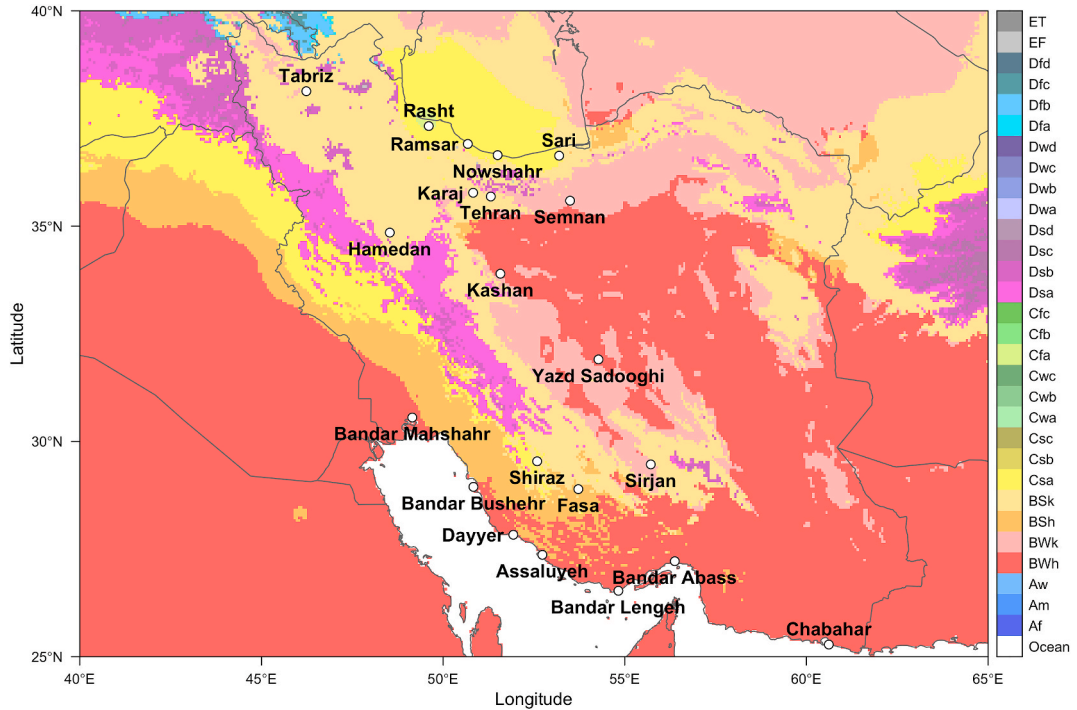 40°N
35°N
30°N
25°N
Latitude
40°E
45°E
50°E
55°E
60°E
65°E
Longitude
Tabriz
Rasht
Ramsar
Sari
Nowshahr
Karaj
Tehran
Semnan
Hamedan
Kashan
Yazd Sadooghi
Bandar Mahshahr
Shiraz
Sirjan
Bandar Bushehr
Fasa
Dayyer
Assaluyeh
Bandar Abass
Bandar Lengeh
Chabahar
ET
EF
Dfd
Dfc
Dfb
Dfa
Dwd
Dwc
Dwb
Dwa
Dsd
Dsc
Dsb
Dsa
Cfc
Cfb
Cfa
Cwc
Cwb
Cwa
Csc
Csb
Csa
BSk
BSh
BWk
BWh
Aw
Am
Af
Ocean